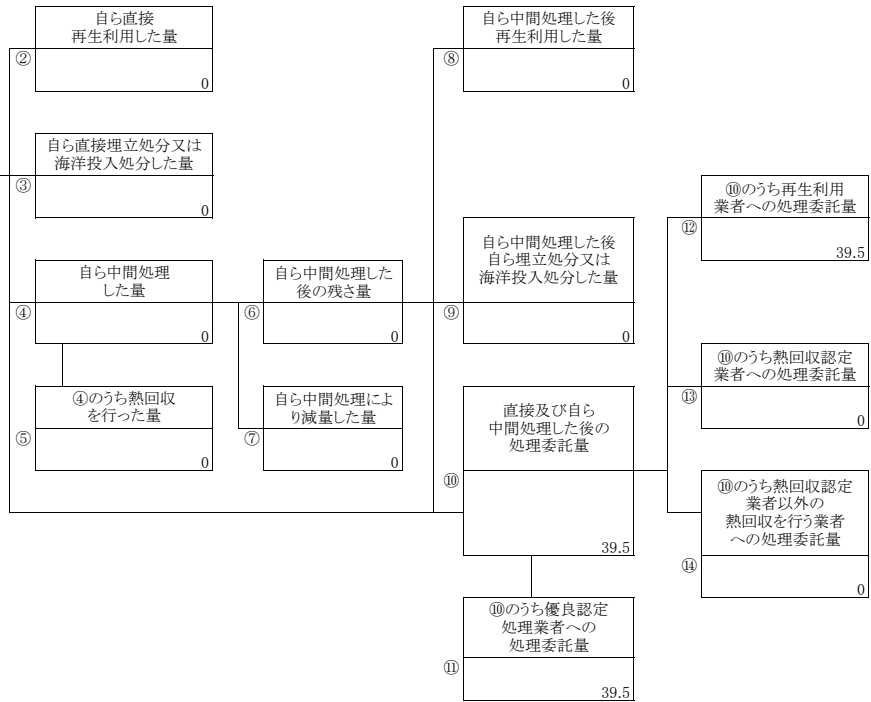 自ら直接
再生利用した量
②
0
自ら直接埋立処分又は
海洋投入処分した量
③
0
自ら中間処理
した量
④
0
④のうち熱回収
を行った量
⑤
0
自ら中間処理した
後の残さ量
⑥
0
自ら中間処理によ
り減量した量
⑦
0
自ら中間処理した後
再生利用した量
⑧
0
自ら中間処理した後
自ら埋立処分又は
海洋投入処分した量
⑨
0
直接及び自ら
中間処理した後の
処理委託量
⑩
39.5
⑩のうち優良認定
処理業者への
処理委託量
⑪
39.5
⑩のうち再生利用
業者への処理委託量
⑫
39.5
⑩のうち熱回収認定
業者への処理委託量
⑬
0
⑩のうち熱回収認定
業者以外の
熱回収を行う業者
への処理委託量
⑭
0